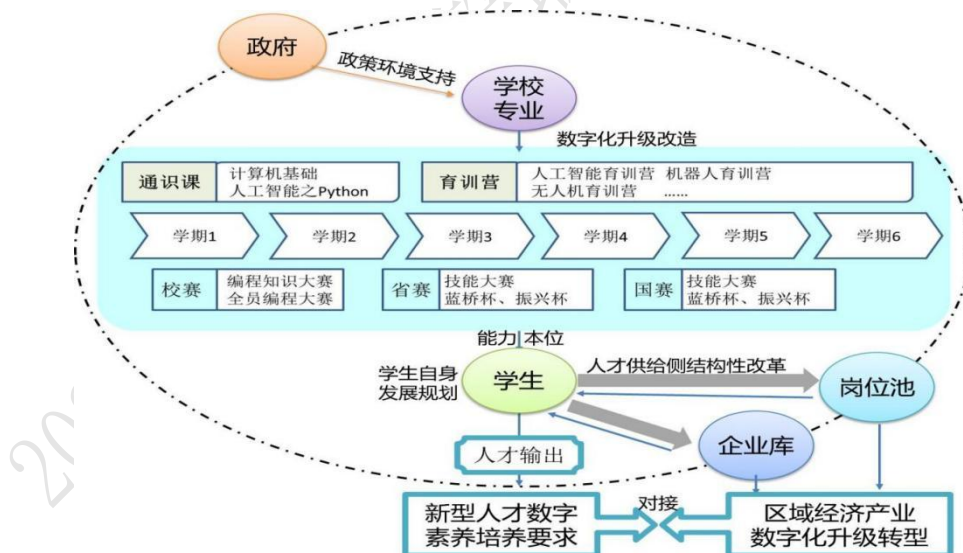 政府
政策环境支持
学校
专业
数字化升级改造
通识课
计算机基础
人工智能之Python
育训营
人工智能育训营 机器人育训营
无人机育训营 ......
学期1
学期2
学期3
学期4
学期5
学期6
校赛
编程知识大赛
全员编程大赛
省赛
技能大赛
蓝桥杯、振兴杯
国赛
技能大赛
蓝桥杯、振兴杯
能力 本位
学生自身
发展规划
学生
人才供给侧结构性改革
岗位池
企业库
人才输出
新型人才数字
素养培养要求
对接
区域经济产业
数字化升级转型